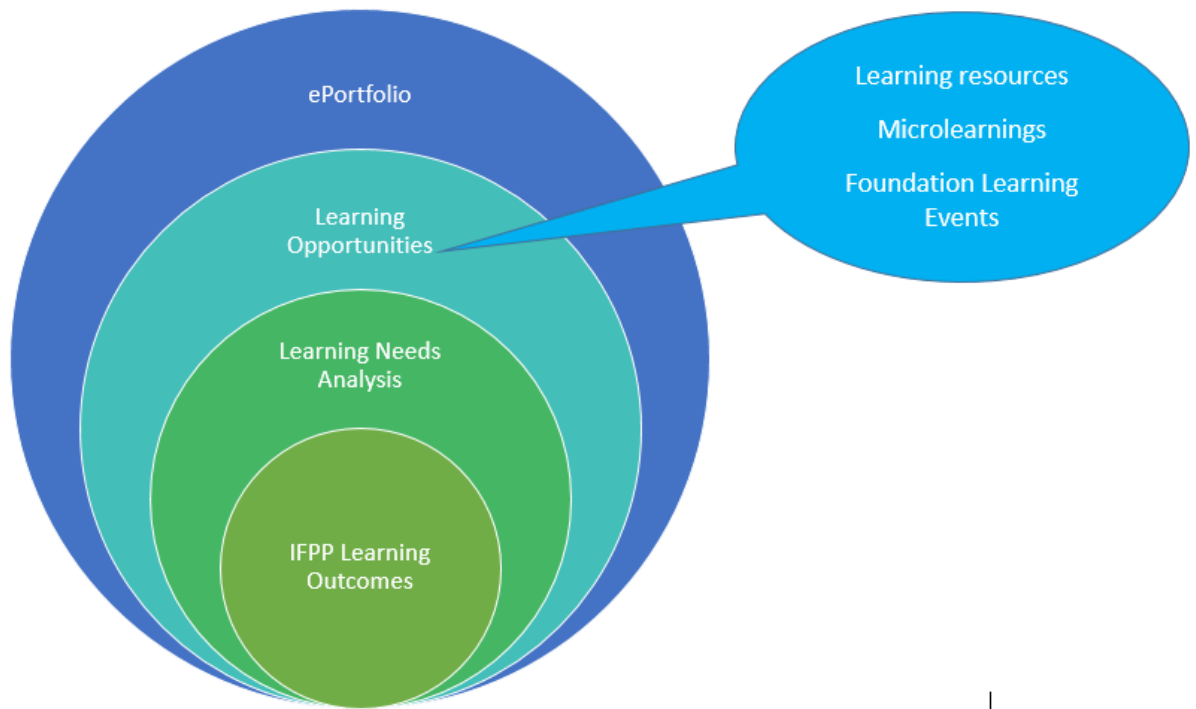 ePortfolio
Learning
Opportunities
Learning Needs
Analysis
IFPP Learning
Outcomes
Learning resources
Microlearnings
Foundation Learning
Events